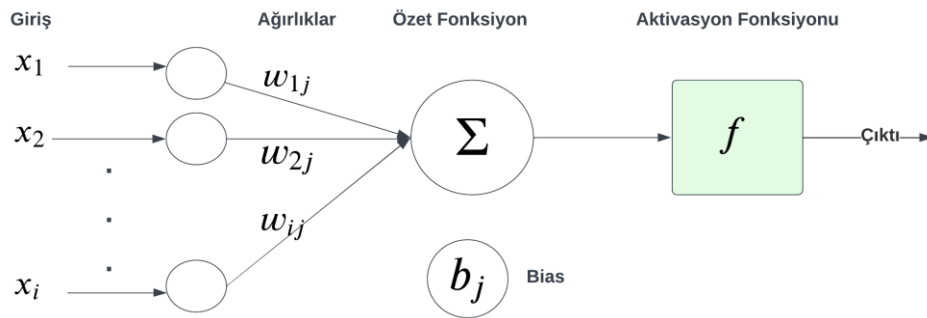 Giriş Ağırlıklar Özet Fonksiyon Aktivasyon Fonksiyonu
x₁ w₁ⱼ
x₂ w₂ⱼ Σ f Çıktı
wᵢⱼ
xᵢ bⱼ Bias